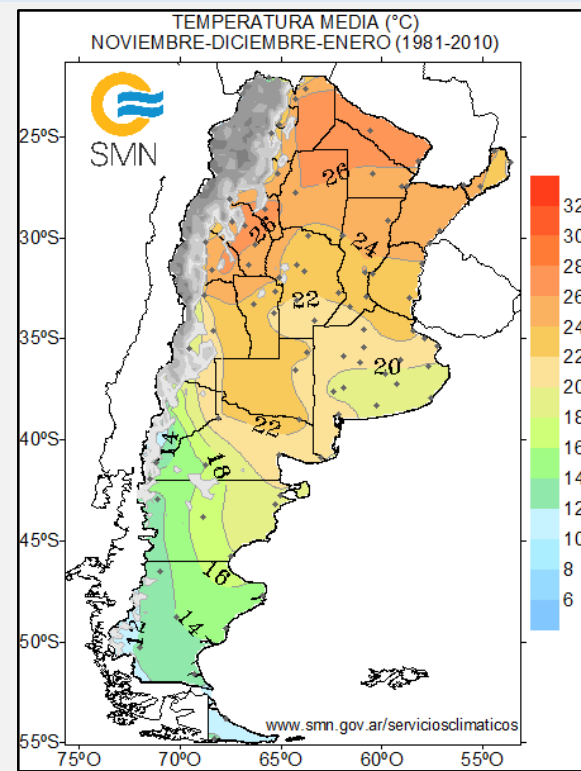 TEMPERATURA MEDIA (°C)
NOVIEMBRE-DICIEMBRE-ENERO (1981-2010)
SMN
25°S
30°S
35°S
40°S
45°S
50°S
55°S
26
26
24
22
20
22
14
18
16
14
12
32
30
28
26
24
22
20
18
16
14
12
10
8
6
www.smn.gov.ar/serviciosclimaticos
75°O
70°O
65°O
60°O
55°O